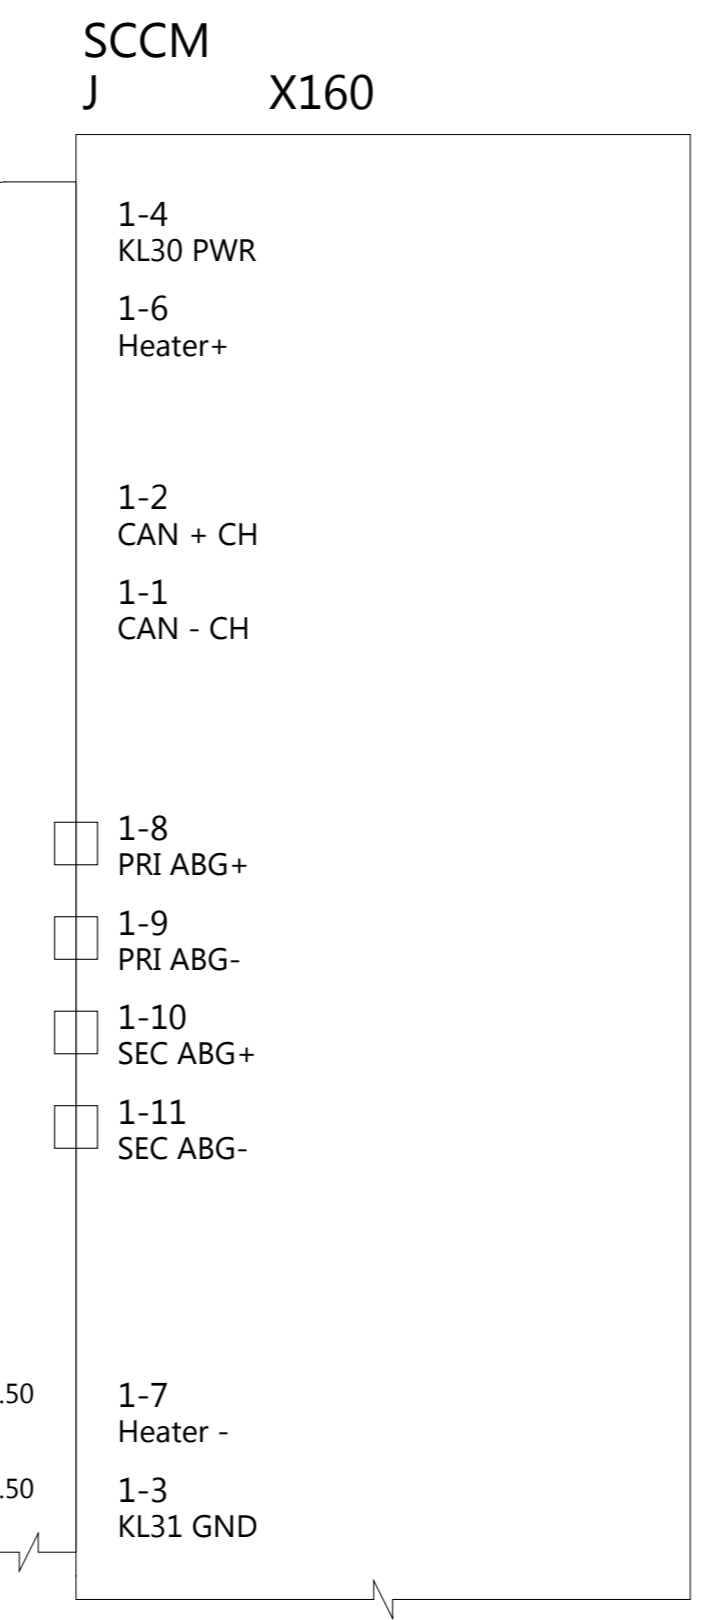 SCCM
J X160
1-4
KL30 PWR
1-6
Heater+
1-2
CAN + CH
1-1
CAN - CH
1-8
PRI ABG+
1-9
PRI ABG-
1-10
SEC ABG+
1-11
SEC ABG-
.50 1-7
Heater -
.50 1-3
KL31 GND